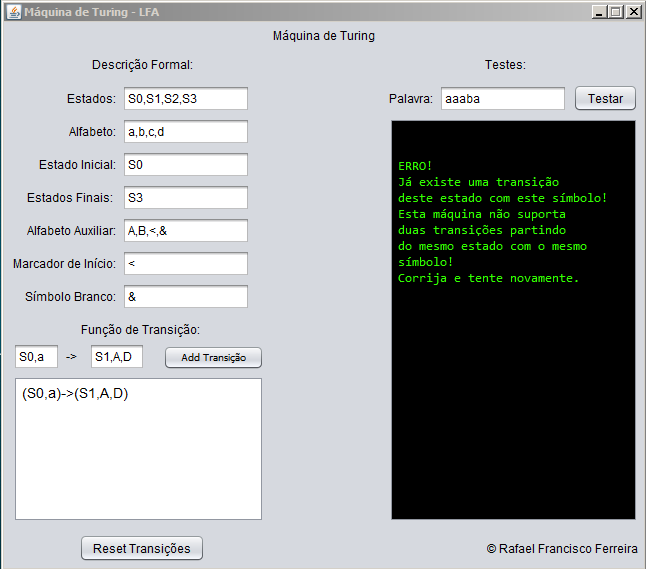 Máquina de Turing - LFA
Máquina de Turing
Descrição Formal:
Estados: S0,S1,S2,S3
Alfabeto: a,b,c,d
Estado Inicial: S0
Estados Finais: S3
Alfabeto Auxiliar: A,B,<,&
Marcador de Início: <
Símbolo Branco: &
Função de Transição:
S0,a -> S1,A,D Add Transição
(S0,a)->(S1,A,D)
Reset Transições
Testes:
Palavra: aaaba Testar
ERRO!
Já existe uma transição
deste estado com este símbolo!
Esta máquina não suporta
duas transições partindo
do mesmo estado com o mesmo
símbolo!
Corrija e tente novamente.
© Rafael Francisco Ferreira